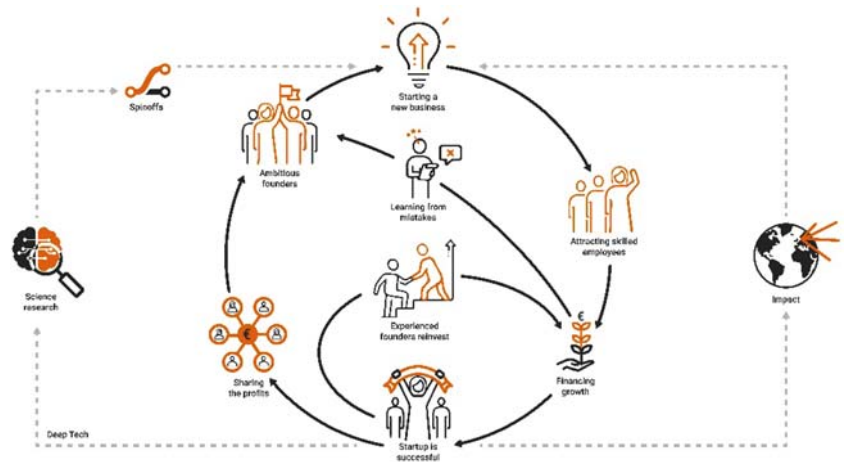 Starting a
new business
Spinoffs
Ambitious
founders
Learning from
mistakes
Attracting skilled
employees
Science
research
Impact
Experienced
founders reinvest
€
Sharing
the profits
€
Financing
growth
Deep Tech
Startup is
successful